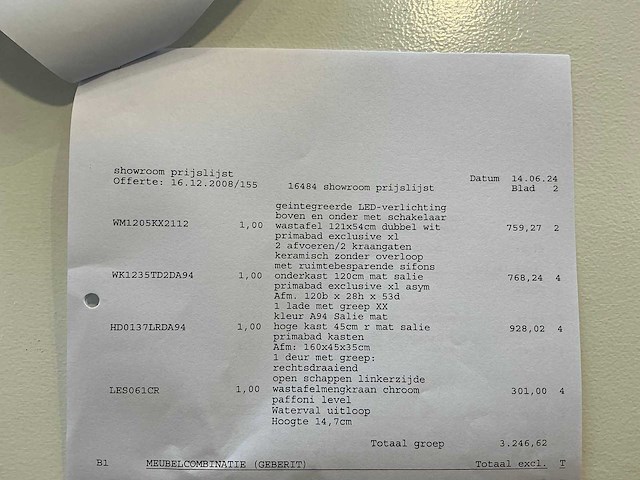 showroom prijslijst
Offerte: 16.12.2008/155 16484 showroom prijslijst Datum 14.06.24
Blad 2
geintegreerde LED-verlichting
boven en onder met schakelaar
WM1205KX2112 1,00 wastafel 121x54cm dubbel wit 759,27 2
primabad exclusive xl
2 afvoeren/2 kraangaten
keramisch zonder overloop
met ruimtebesparende sifons
WK1235TD2DA94 1,00 onderkast 120cm mat salie 768,24 4
primabad exclusive xl asym
Afm. 120b x 28h x 53d
1 lade met greep XX
kleur A94 Salie mat
HD0137LRDA94 1,00 hoge kast 45cm r mat salie 928,02 4
primabad kasten
Afm: 160x45x35cm
1 deur met greep:
rechtsdraaiend
open schappen linkerzijde
LES061CR 1,00 wastafelmengkraan chroom 301,00 4
paffoni level
Waterval uitloop
Hoogte 14,7cm
Totaal groep 3.246,62
B1 MEUBELCOMBINATIE (GEBERIT) Totaal excl. T